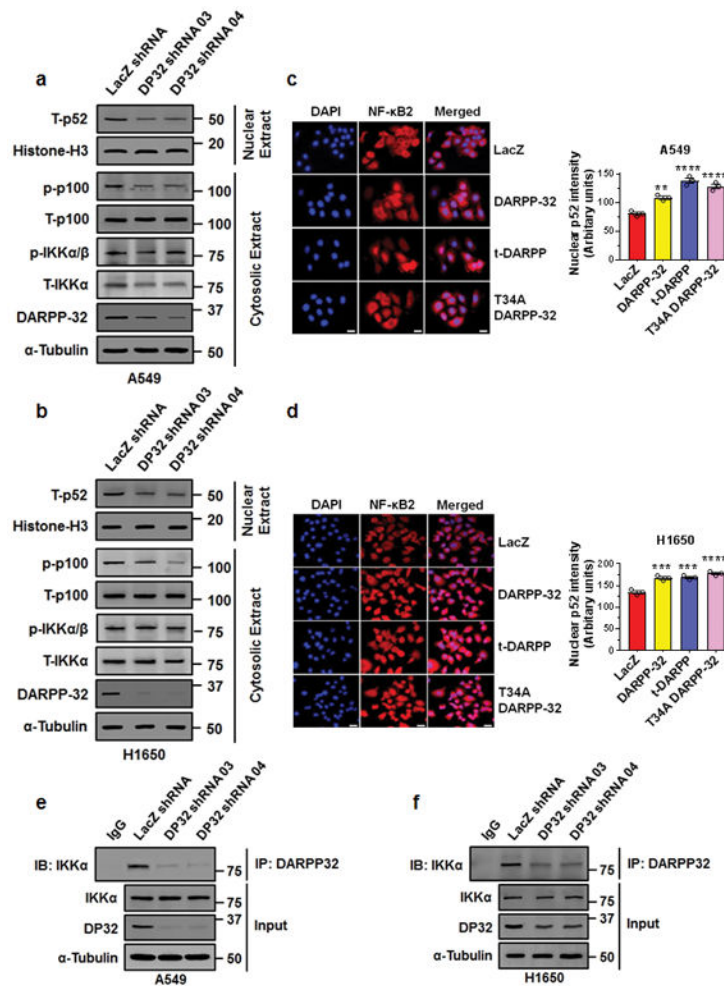 a
LacZ shRNA
DP32 shRNA 03
DP32 shRNA 04
T-p52
50
Histone-H3
20
Nuclear Extract
p-p100
100
T-p100
100
p-IKKα/β
75
T-IKKα
75
DARPP-32
37
α-Tubulin
50
Cytosolic Extract
A549
b
LacZ shRNA
DP32 shRNA 03
DP32 shRNA 04
T-p52
50
Histone-H3
20
Nuclear Extract
p-p100
100
T-p100
100
p-IKKα/β
75
T-IKKα
75
DARPP-32
37
α-Tubulin
50
Cytosolic Extract
H1650
c
DAPI NF-κB2 Merged
LacZ
DARPP-32
t-DARPP
T34A
DARPP-32
A549
Nuclear p52 intensity
(Arbitary units)
200
150
100
50
0
**
****
****
LacZ
DARPP-32
t-DARPP
T34A DARPP-32
d
DAPI NF-κB2 Merged
LacZ
DARPP-32
t-DARPP
T34A
DARPP-32
H1650
Nuclear p52 intensity
(Arbitary units)
200
150
100
50
0
***
***
****
LacZ
DARPP-32
t-DARPP
T34A DARPP-32
e
IgG
LacZ shRNA
DP32 shRNA 03
DP32 shRNA 04
IB: IKKα
75
IP: DARPP32
IKKα
75
DP32
37
α-Tubulin
50
Input
A549
f
IgG
LacZ shRNA
DP32 shRNA 03
DP32 shRNA 04
IB: IKKα
75
IP: DARPP32
IKKα
75
DP32
37
α-Tubulin
50
Input
H1650